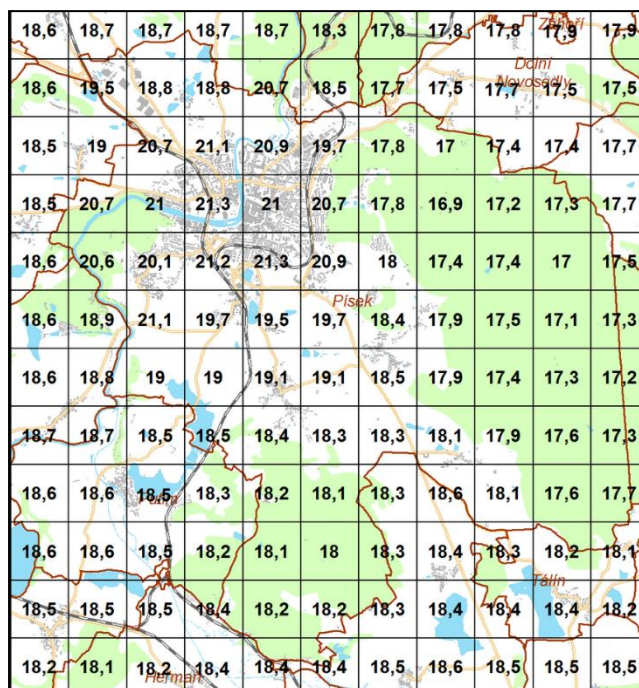 18,6 18,7 18,7 18,7 18,7 18,3 17,8 17,8 17,8 17,9 17,9
Záhoří
Dolní
Novosedly
18,6 19,5 18,8 18,8 20,7 18,5 17,7 17,5 17,7 17,5 17,5
18,5 19 20,7 21,1 20,9 19,7 17,8 17 17,4 17,4 17,7
18,5 20,7 21 21,3 21 20,7 17,8 16,9 17,2 17,3 17,7
18,6 20,6 20,1 21,2 21,3 20,9 18 17,4 17,4 17 17,5
Písek
18,6 18,9 21,1 19,7 19,5 19,7 18,4 17,9 17,5 17,1 17,3
18,6 18,8 19 19 19,1 19,1 18,5 17,9 17,4 17,3 17,2
18,7 18,7 18,5 18,5 18,4 18,3 18,3 18,1 17,9 17,6 17,3
18,6 18,6 18,5 18,3 18,2 18,1 18,3 18,6 18,1 17,6 17,7
18,6 18,6 18,5 18,2 18,1 18 18,3 18,4 18,3 18,2 18,1
Tálín
18,5 18,5 18,5 18,4 18,2 18,2 18,3 18,4 18,4 18,4 18,2
18,2 18,1 18,2 18,4 18,4 18,4 18,5 18,6 18,5 18,5 18,5
Heřmaň